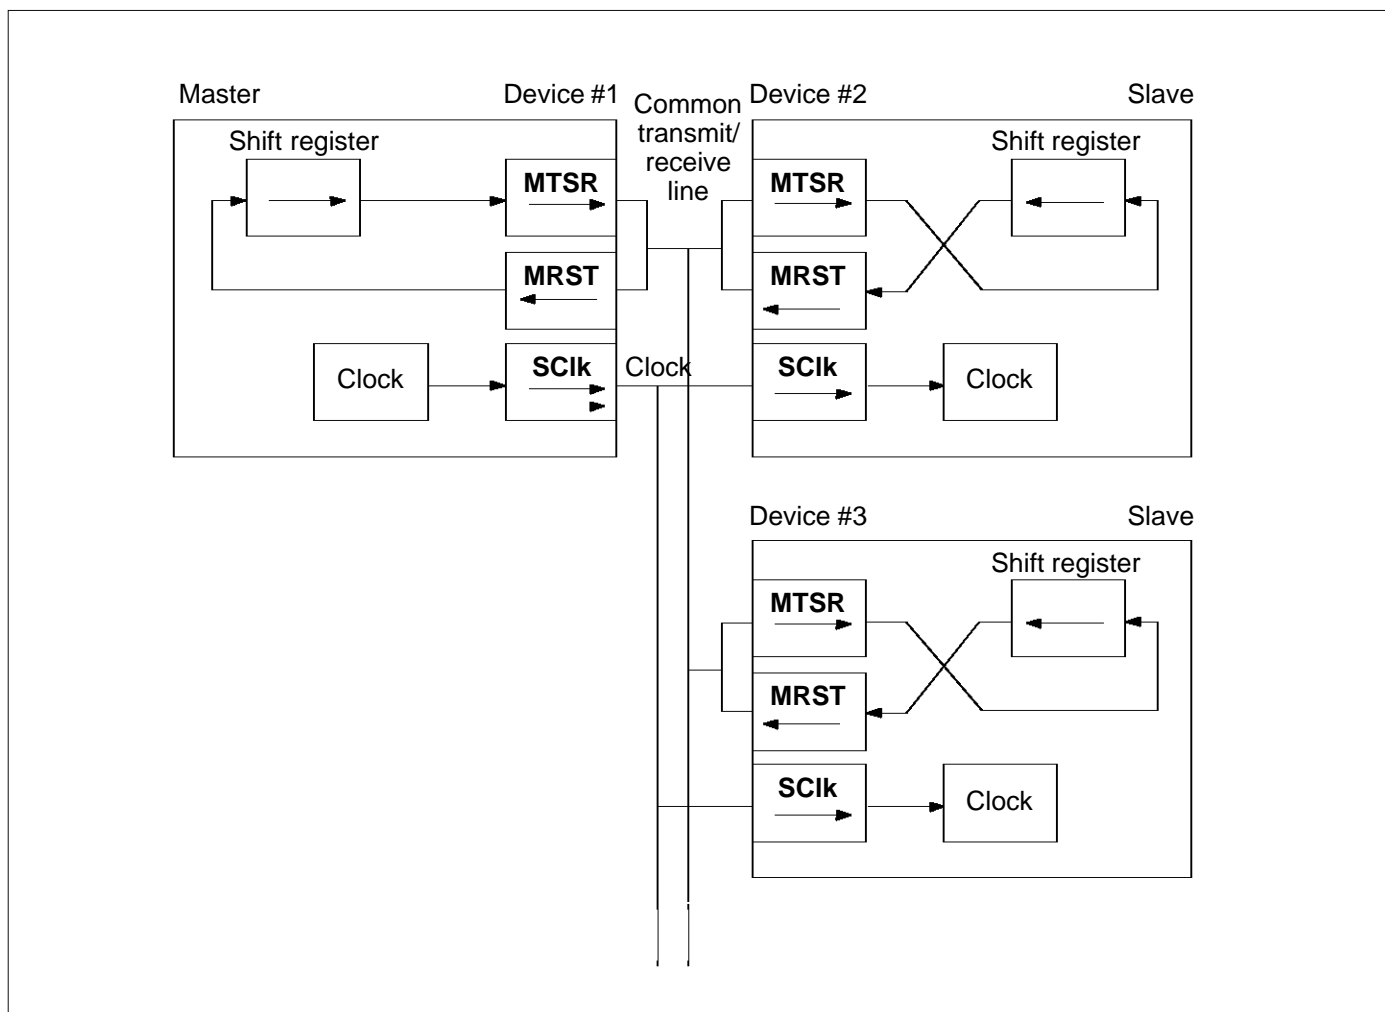 Master
Device #1
Common
transmit/
receive
line
Device #2
Slave
Shift register
MTSR
MRST
Clock
SClk
Clock
MTSR
Shift register
MRST
SClk
Clock
Device #3
Slave
Shift register
MTSR
MRST
SClk
Clock